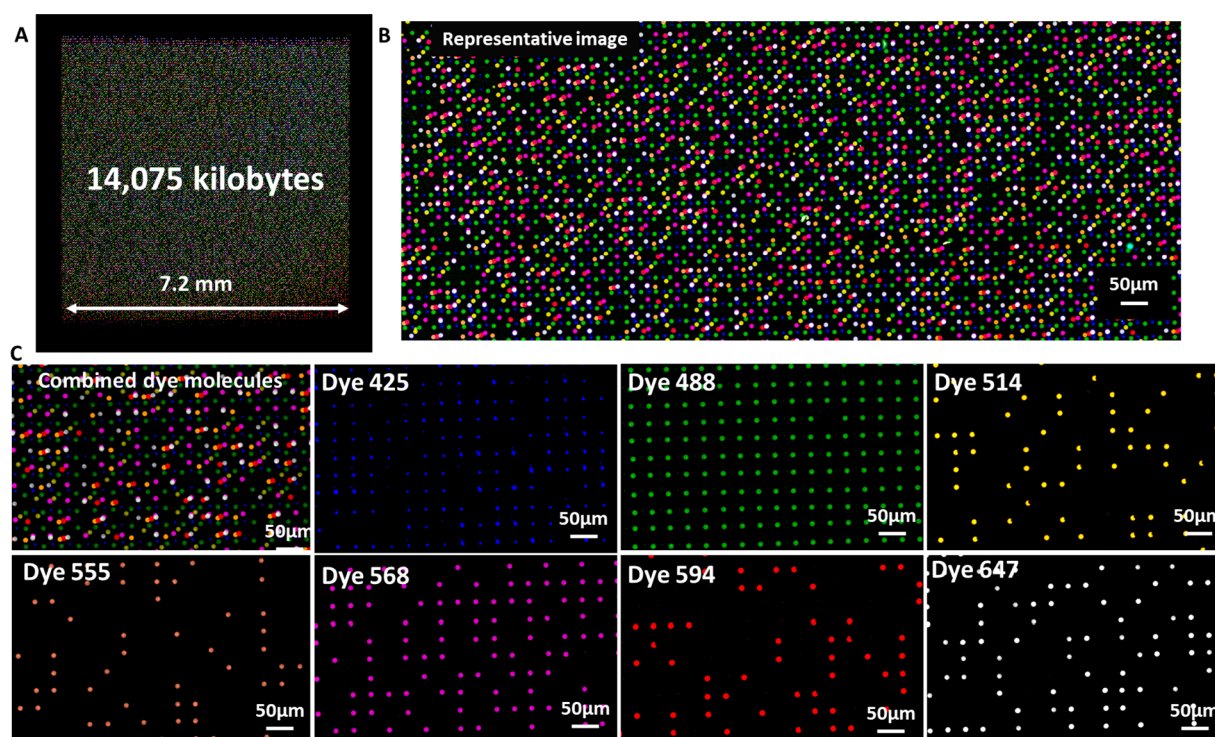 A
14,075 kilobytes
7.2 mm
B
Representative image
50µm
C
Combined dye molecules
50µm
Dye 425
50µm
Dye 488
50µm
Dye 514
50µm
Dye 555
50µm
Dye 568
50µm
Dye 594
50µm
Dye 647
50µm